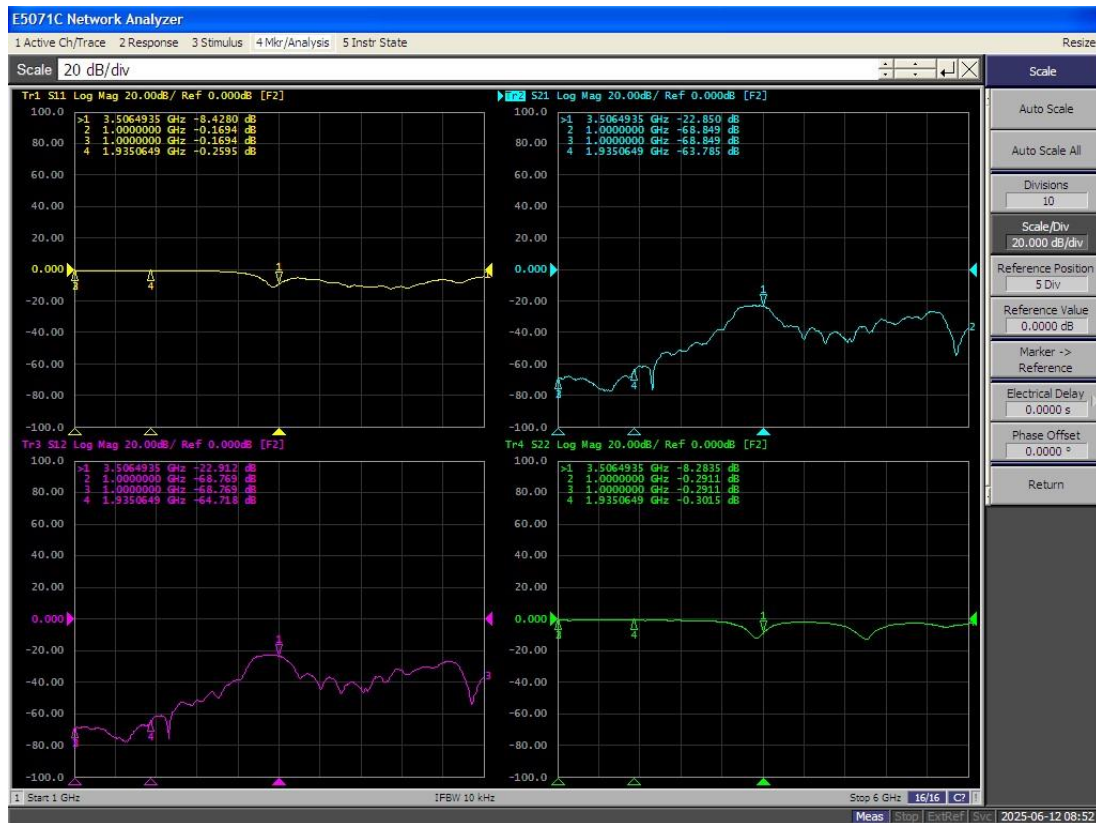 E5071C Network Analyzer
1 Active Ch/Trace 2 Response 3 Stimulus 4 Mkr/Analysis 5 Instr State Resize
Scale 20 dB/div
Scale
Tr1 S11 Log Mag 20.00dB/ Ref 0.000dB [F2]
100.0
80.00
60.00
40.00
20.00
0.000
-20.00
-40.00
-60.00
-80.00
-100.0
>1 3.5064935 GHz -8.4280 dB
2 1.0000000 GHz -0.1694 dB
3 1.0000000 GHz -0.1694 dB
4 1.9350649 GHz -0.2595 dB
3
4
1
Tr2 S21 Log Mag 20.00dB/ Ref 0.000dB [F2]
100.0
80.00
60.00
40.00
20.00
0.000
-20.00
-40.00
-60.00
-80.00
-100.0
>1 3.5064935 GHz -22.850 dB
2 1.0000000 GHz -68.849 dB
3 1.0000000 GHz -68.849 dB
4 1.9350649 GHz -63.785 dB
3
4
1
2
Tr3 S12 Log Mag 20.00dB/ Ref 0.000dB [F2]
100.0
80.00
60.00
40.00
20.00
0.000
-20.00
-40.00
-60.00
-80.00
-100.0
>1 3.5064935 GHz -22.912 dB
2 1.0000000 GHz -68.769 dB
3 1.0000000 GHz -68.769 dB
4 1.9350649 GHz -64.718 dB
4
1
3
Tr4 S22 Log Mag 20.00dB/ Ref 0.000dB [F2]
100.0
80.00
60.00
40.00
20.00
0.000
-20.00
-40.00
-60.00
-80.00
-100.0
>1 3.5064935 GHz -8.2835 dB
2 1.0000000 GHz -0.2911 dB
3 1.0000000 GHz -0.2911 dB
4 1.9350649 GHz -0.3015 dB
3
4
1
Auto Scale
Auto Scale All
Divisions
10
Scale/Div
20.000 dB/div
Reference Position
5 Div
Reference Value
0.0000 dB
Marker ->
Reference
Electrical Delay
0.0000 s
Phase Offset
0.0000 °
Return
1 Start 1 GHz IFBW 10 kHz Stop 6 GHz 16/16 C? !
Meas Stop ExtRef Svc 2025-06-12 08:52